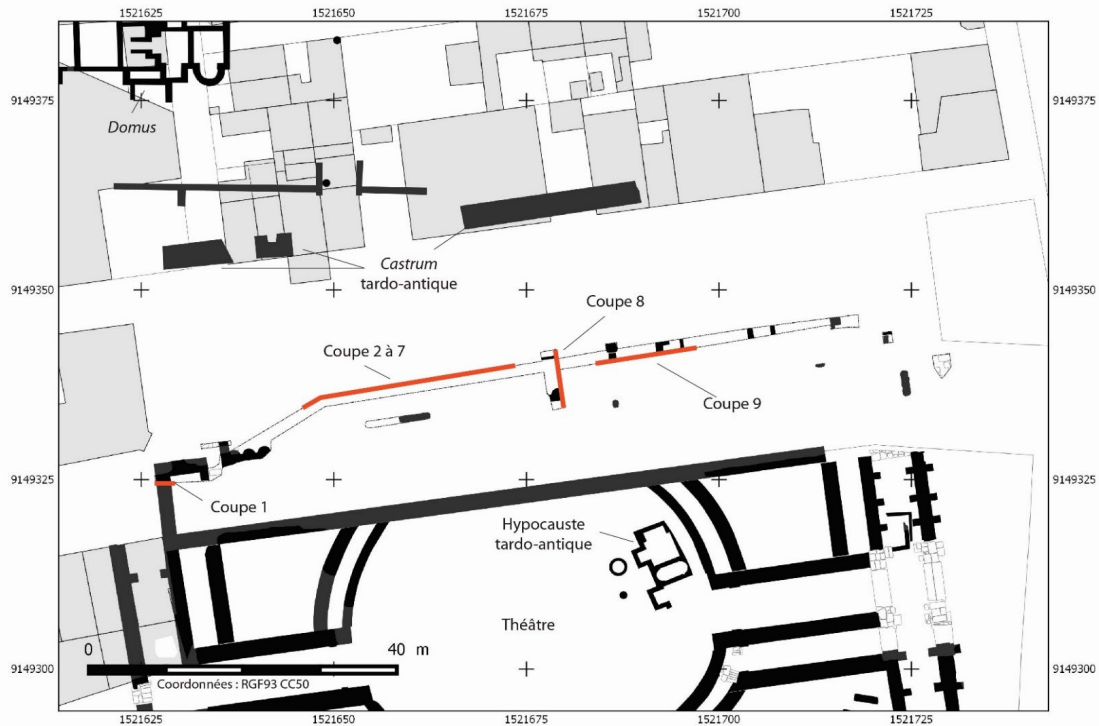 1521625 1521650 1521675 1521700 1521725
9149375 9149375
Domus
Castrum
tardo-antique
9149350 9149350
Coupe 8
Coupe 2 à 7
Coupe 9
9149325 9149325
Coupe 1
Hypocauste
tardo-antique
Théâtre
0 40 m
9149300 9149300
Coordonnées : RGF93 CC50
1521625 1521650 1521675 1521700 1521725